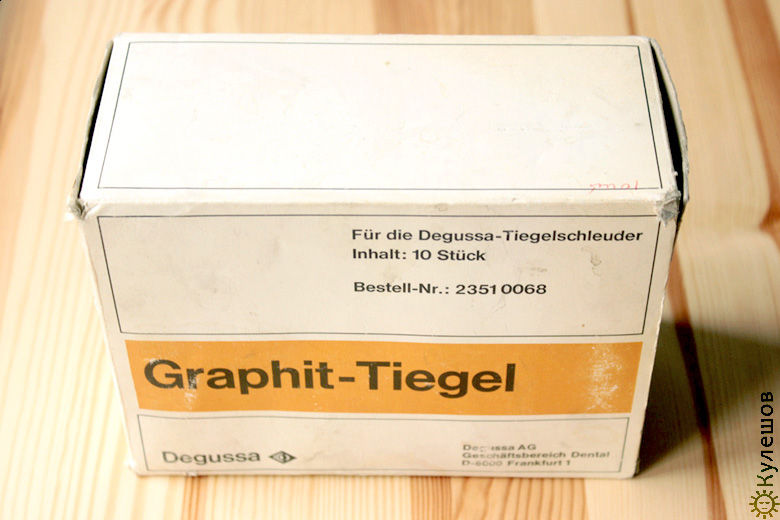 Für die Degussa-Tiegelschleuder
Inhalt: 10 Stück
Bestell-Nr.: 23510068
Graphit-Tiegel
Degussa
Degussa AG
Geschäftsbereich Dental
D-6000 Frankfurt 1
Кулешов